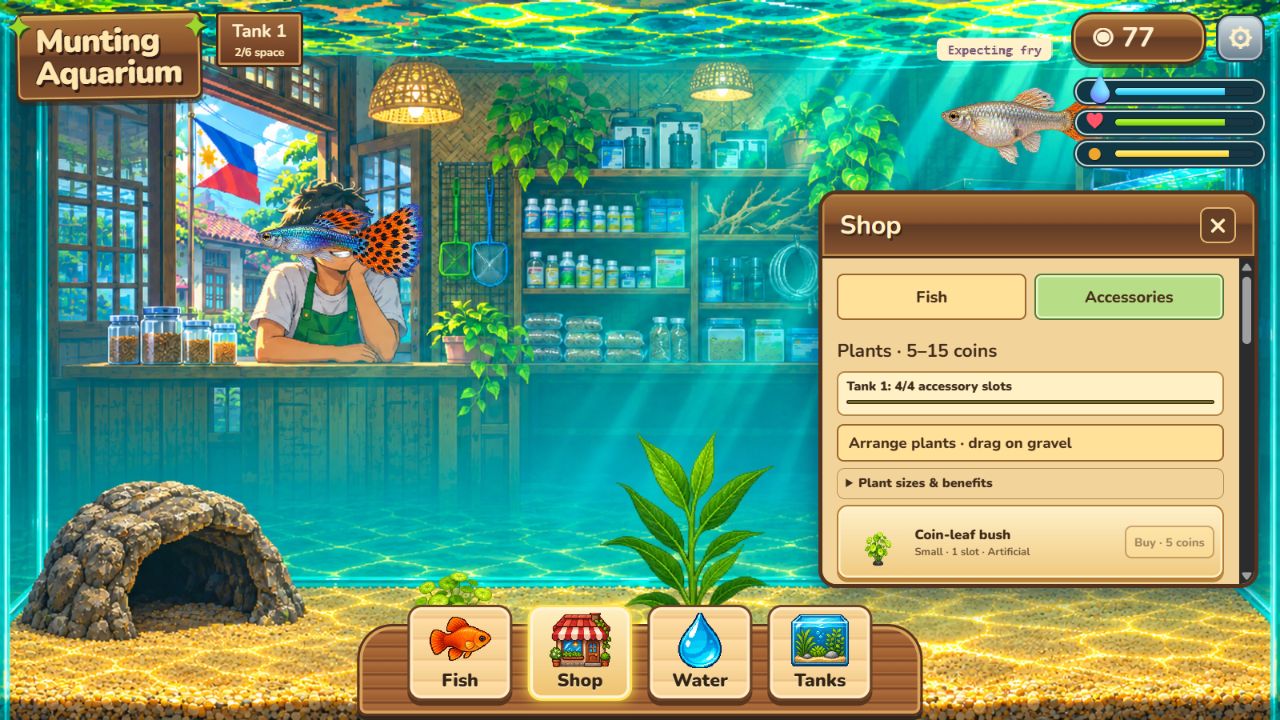 Munting
Aquarium
Tank 1
2/6 space
Expecting fry
77
Shop
Fish
Accessories
Plants · 5–15 coins
Tank 1: 4/4 accessory slots
Arrange plants · drag on gravel
Plant sizes & benefits
Coin-leaf bush
Small · 1 slot · Artificial
Buy · 5 coins
Fish
Shop
Water
Tanks